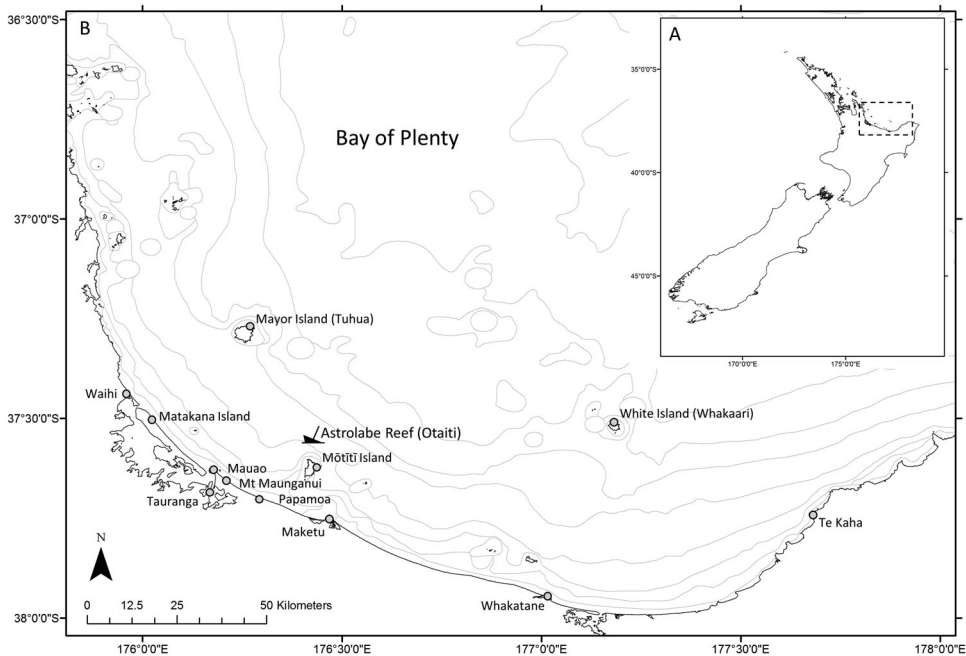 36°30'0"S
B
A
35°0'0"S
Bay of Plenty
40°0'0"S
37°0'0"S
45°0'0"S
Mayor Island (Tuhua)
170°0'0"E
175°0'0"E
Waihi
Matakana Island
White Island (Whakaari)
37°30'0"S
Astrolabe Reef (Otaiti)
Mōtītī Island
Mauao
Mt Maunganui
Tauranga
Papamoa
Maketu
Te Kaha
N
Whakatane
0 12.5 25 50 Kilometers
38°0'0"S
176°0'0"E
176°30'0"E
177°0'0"E
177°30'0"E
178°0'0"E